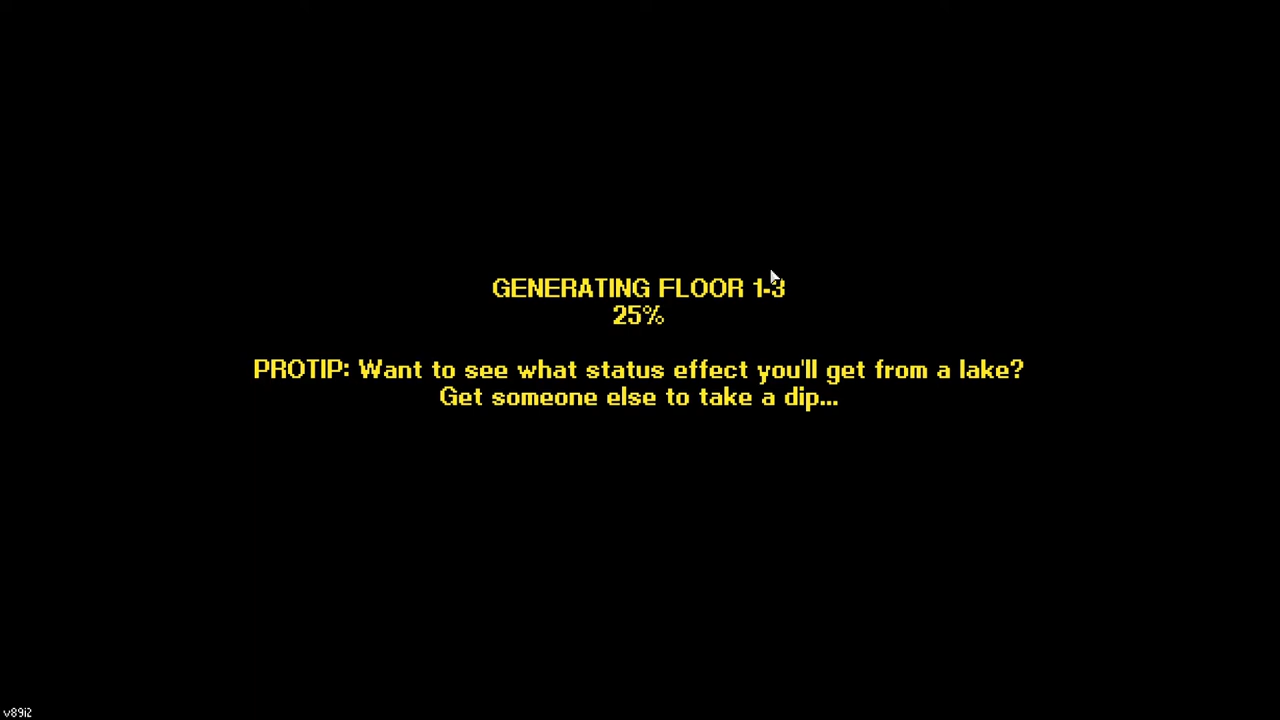 GENERATING FLOOR 1-3
25%
PROTIP: Want to see what status effect you'll get from a lake?
Get someone else to take a dip...
v89i2